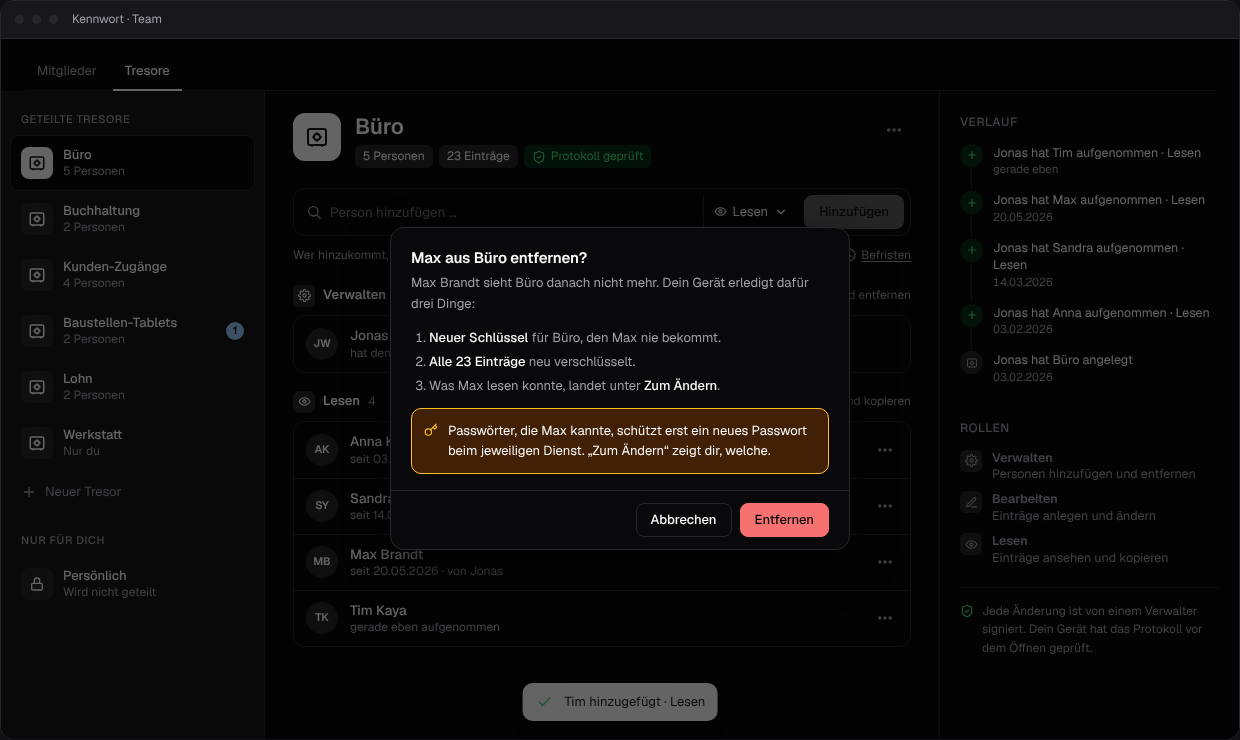 Kennwort · Team
Mitglieder
Tresore
GETEILTE TRESORE
Büro
5 Personen
Buchhaltung
2 Personen
Kunden-Zugänge
4 Personen
Baustellen-Tablets
2 Personen
1
Lohn
2 Personen
Werkstatt
Nur du
Neuer Tresor
NUR FÜR DICH
Persönlich
Wird nicht geteilt
Büro
5 Personen
23 Einträge
Protokoll geprüft
Person hinzufügen …
Lesen
Hinzufügen
Wer hinzukommt,
Befristen
Verwalten
entfernen
JW
Jonas
hat den
Lesen 4
kopieren
AK
Anna K
seit 03.
SY
Sandra
seit 14.0
MB
Max Brandt
seit 20.05.2026 · von Jonas
TK
Tim Kaya
gerade eben aufgenommen
Max aus Büro entfernen?
Max Brandt sieht Büro danach nicht mehr. Dein Gerät erledigt dafür
drei Dinge:
1. Neuer Schlüssel für Büro, den Max nie bekommt.
2. Alle 23 Einträge neu verschlüsselt.
3. Was Max lesen konnte, landet unter Zum Ändern.
Passwörter, die Max kannte, schützt erst ein neues Passwort
beim jeweiligen Dienst. „Zum Ändern“ zeigt dir, welche.
Abbrechen
Entfernen
Tim hinzugefügt · Lesen
VERLAUF
Jonas hat Tim aufgenommen · Lesen
gerade eben
Jonas hat Max aufgenommen · Lesen
20.05.2026
Jonas hat Sandra aufgenommen ·
Lesen
14.03.2026
Jonas hat Anna aufgenommen · Lesen
03.02.2026
Jonas hat Büro angelegt
03.02.2026
ROLLEN
Verwalten
Personen hinzufügen und entfernen
Bearbeiten
Einträge anlegen und ändern
Lesen
Einträge ansehen und kopieren
Jede Änderung ist von einem Verwalter
signiert. Dein Gerät hat das Protokoll vor
dem Öffnen geprüft.